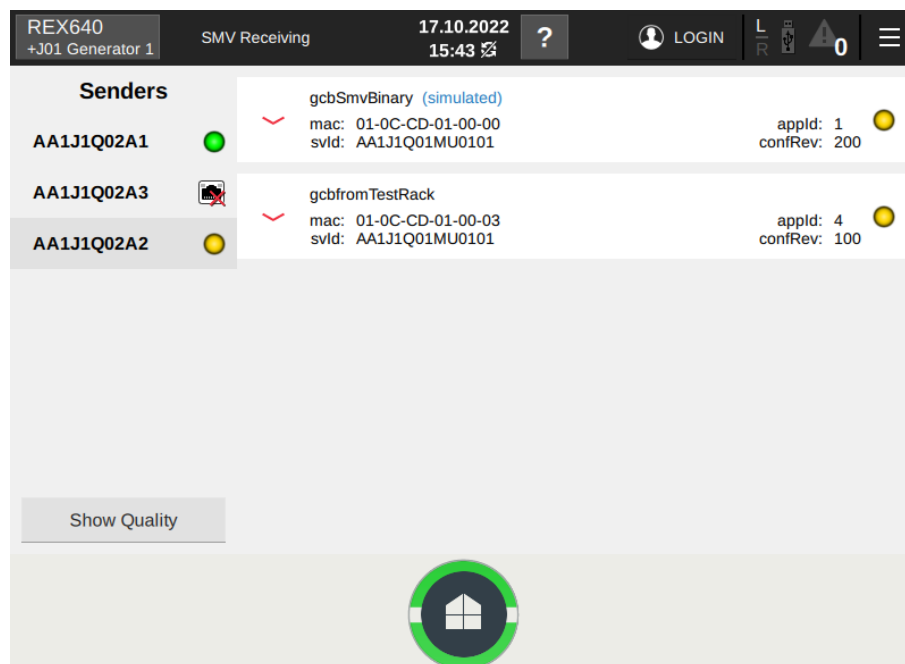 REX640
+J01 Generator 1
SMV Receiving
17.10.2022
15:43
?
LOGIN
L
R
0
Senders
AA1J1Q02A1
AA1J1Q02A3
AA1J1Q02A2
gcbSmvBinary (simulated)
mac: 01-0C-CD-01-00-00
svId: AA1J1Q01MU0101
appId: 1
confRev: 200
gcbfromTestRack
mac: 01-0C-CD-01-00-03
svId: AA1J1Q01MU0101
appId: 4
confRev: 100
Show Quality